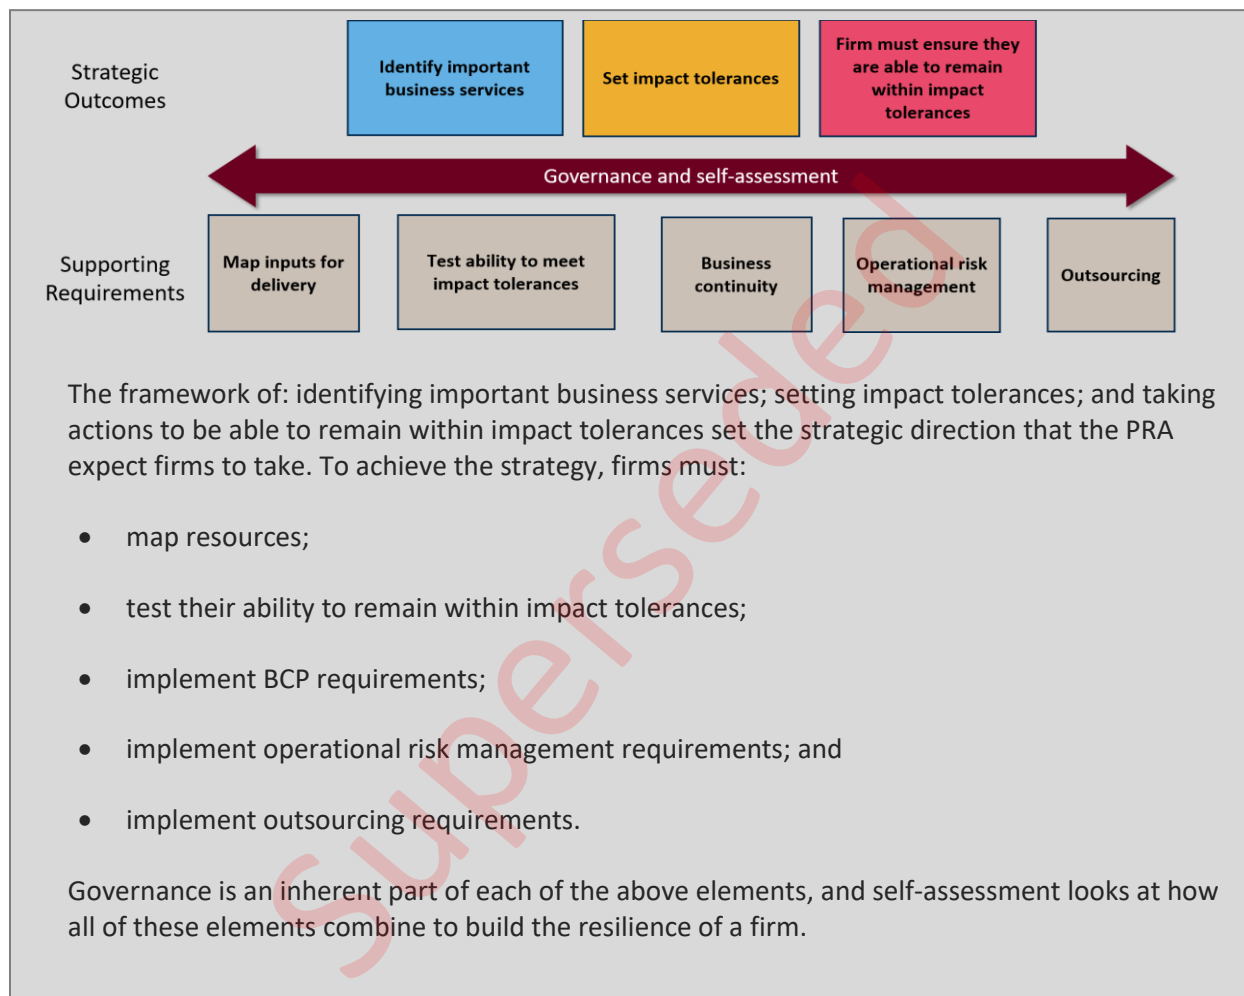 Strategic
Outcomes
Identify important
business services
Set impact tolerances
Firm must ensure they
are able to remain
within impact
tolerances
Governance and self-assessment
Supporting
Requirements
Map inputs for
delivery
Test ability to meet
impact tolerances
Business
continuity
Operational risk
management
Outsourcing
The framework of: identifying important business services; setting impact tolerances; and taking
actions to be able to remain within impact tolerances set the strategic direction that the PRA
expect firms to take. To achieve the strategy, firms must:
• map resources;
• test their ability to remain within impact tolerances;
• implement BCP requirements;
• implement operational risk management requirements; and
• implement outsourcing requirements.
Governance is an inherent part of each of the above elements, and self-assessment looks at how
all of these elements combine to build the resilience of a firm.
Superseded